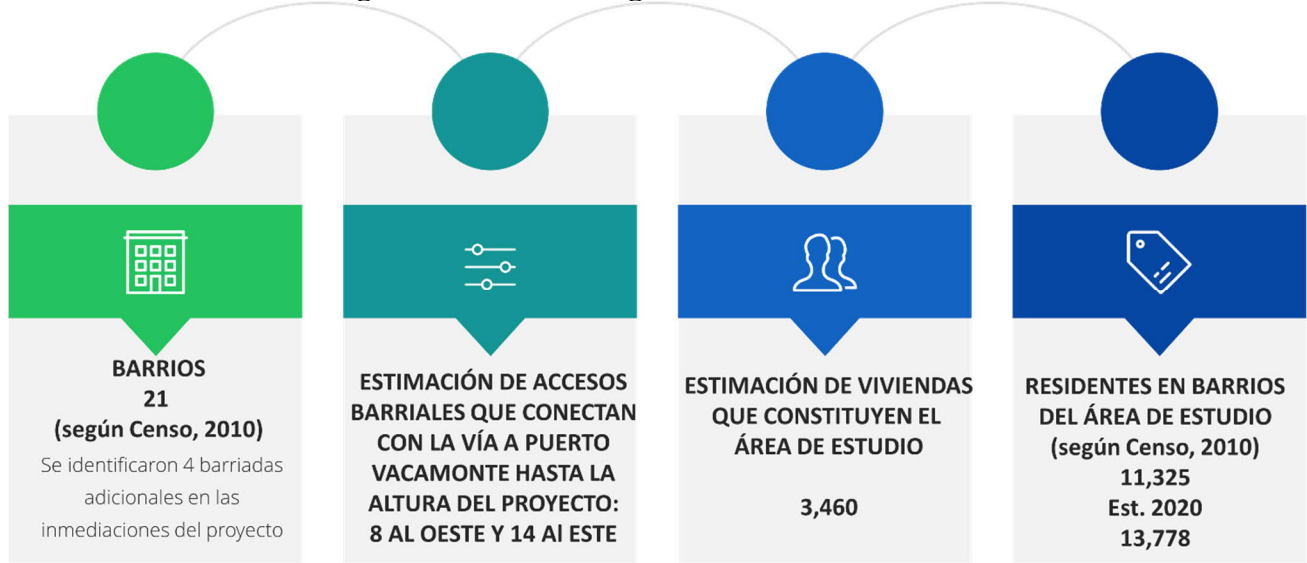 BARRIOS
21
(según Censo, 2010)
Se identificaron 4 barriadas
adicionales en las
inmediaciones del proyecto
ESTIMACIÓN DE ACCESOS
BARRIALES QUE CONECTAN
CON LA VÍA A PUERTO
VACAMONTE HASTA LA
ALTURA DEL PROYECTO:
8 AL OESTE Y 14 Al ESTE
ESTIMACIÓN DE VIVIENDAS
QUE CONSTITUYEN EL
ÁREA DE ESTUDIO
3,460
RESIDENTES EN BARRIOS
DEL ÁREA DE ESTUDIO
(según Censo, 2010)
11,325
Est. 2020
13,778